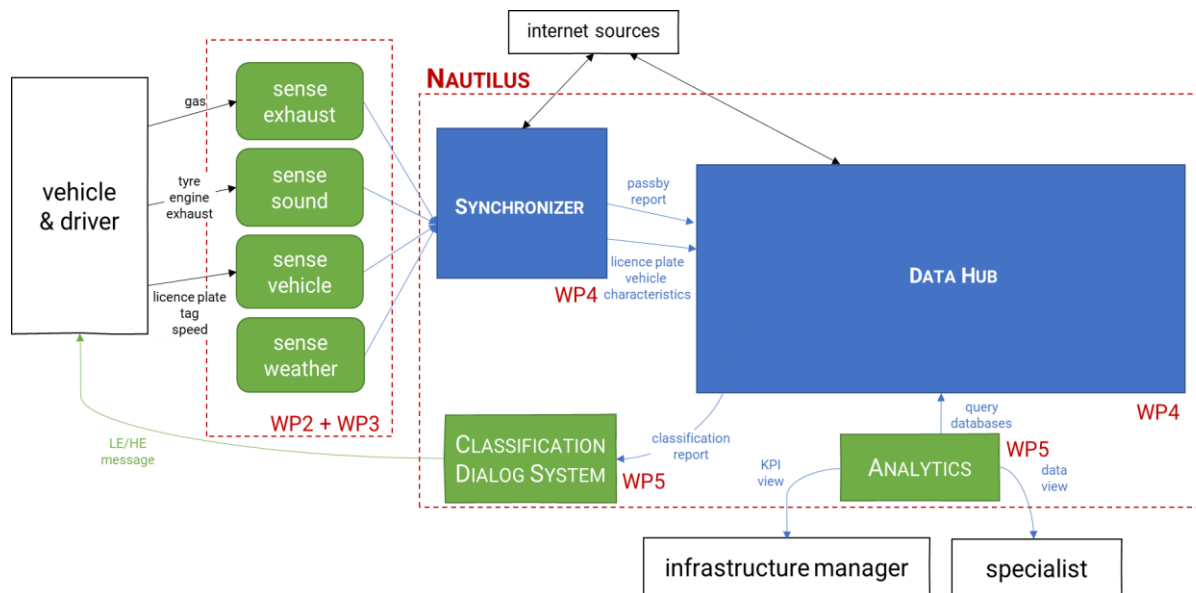 internet sources
NAUTILUS
vehicle
& driver
gas
tyre
engine
exhaust
licence plate
tag
speed
sense
exhaust
sense
sound
sense
vehicle
sense
weather
WP2 + WP3
SYNCHRONIZER
WP4
passby
report
licence plate
vehicle
characteristics
DATA HUB
WP4
LE/HE
message
CLASSIFICATION
DIALOG SYSTEM
WP5
classification
report
query
databases
ANALYTICS
WP5
KPI
view
data
view
infrastructure manager
specialist